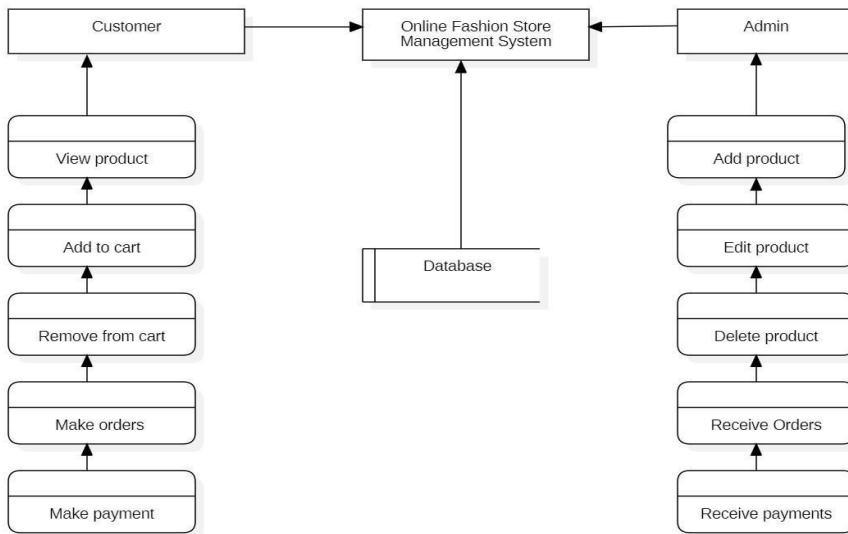 Customer
Online Fashion Store
Management System
Admin
View product
Add product
Add to cart
Edit product
Database
Remove from cart
Delete product
Make orders
Receive Orders
Make payment
Receive payments